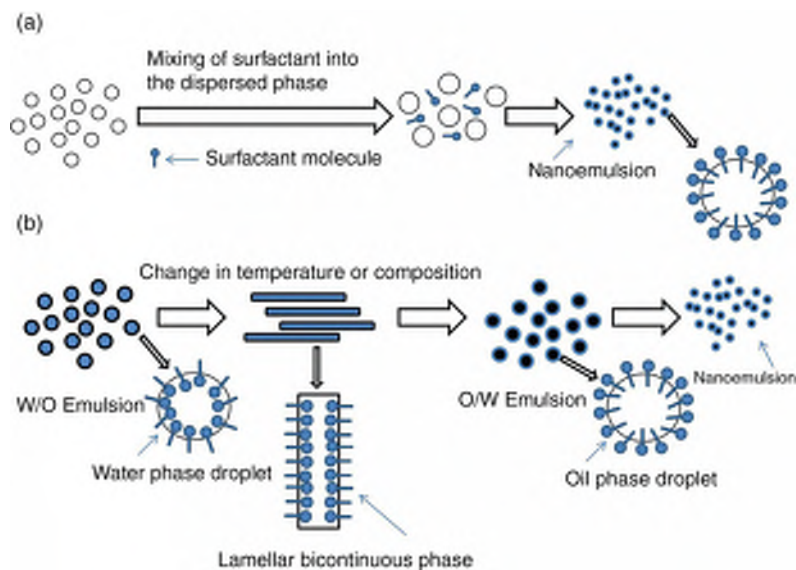 (a)
Mixing of surfactant into
the dispersed phase
Surfactant molecule
Nanoemulsion
(b)
Change in temperature or composition
W/O Emulsion
O/W Emulsion
Nanoemulsion
Water phase droplet
Oil phase droplet
Lamellar bicontinuous phase